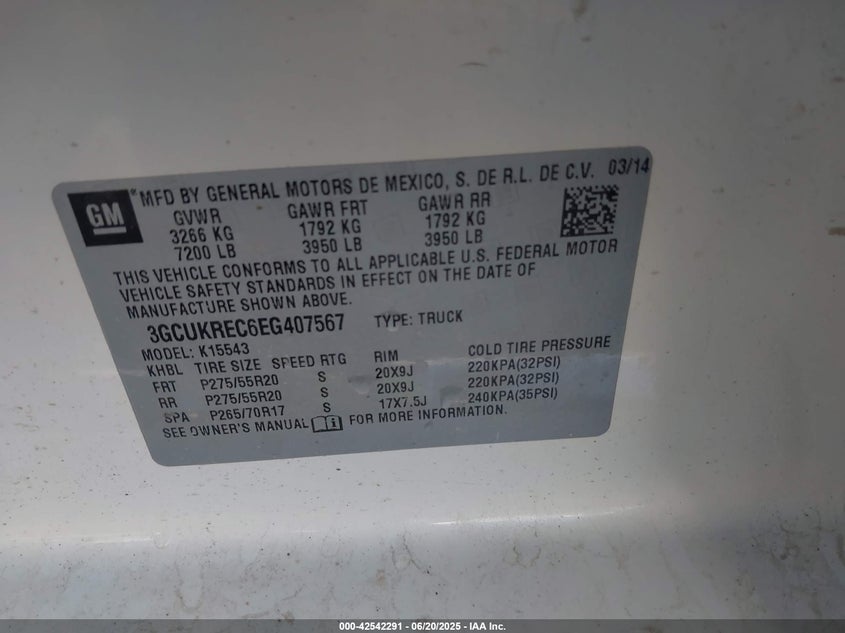 GM
® MFD BY GENERAL MOTORS DE MEXICO, S. DE R.L. DE C.V. 03/14
GVWR GAWR FRT GAWR RR
3266 KG 1792 KG 1792 KG
7200 LB 3950 LB 3950 LB
THIS VEHICLE CONFORMS TO ALL APPLICABLE U.S. FEDERAL MOTOR
VEHICLE SAFETY STANDARDS IN EFFECT ON THE DATE OF
MANUFACTURE SHOWN ABOVE.
3GCUKREC6EG407567 TYPE: TRUCK
MODEL: K15543
KHBL TIRE SIZE SPEED RTG RIM COLD TIRE PRESSURE
FRT P275/55R20 S 20X9J 220KPA(32PSI)
RR P275/55R20 S 20X9J 220KPA(32PSI)
SPA P265/70R17 S 17X7.5J 240KPA(35PSI)
SEE OWNER'S MANUAL FOR MORE INFORMATION.
000-42542291 - 06/20/2025 - IAA Inc.